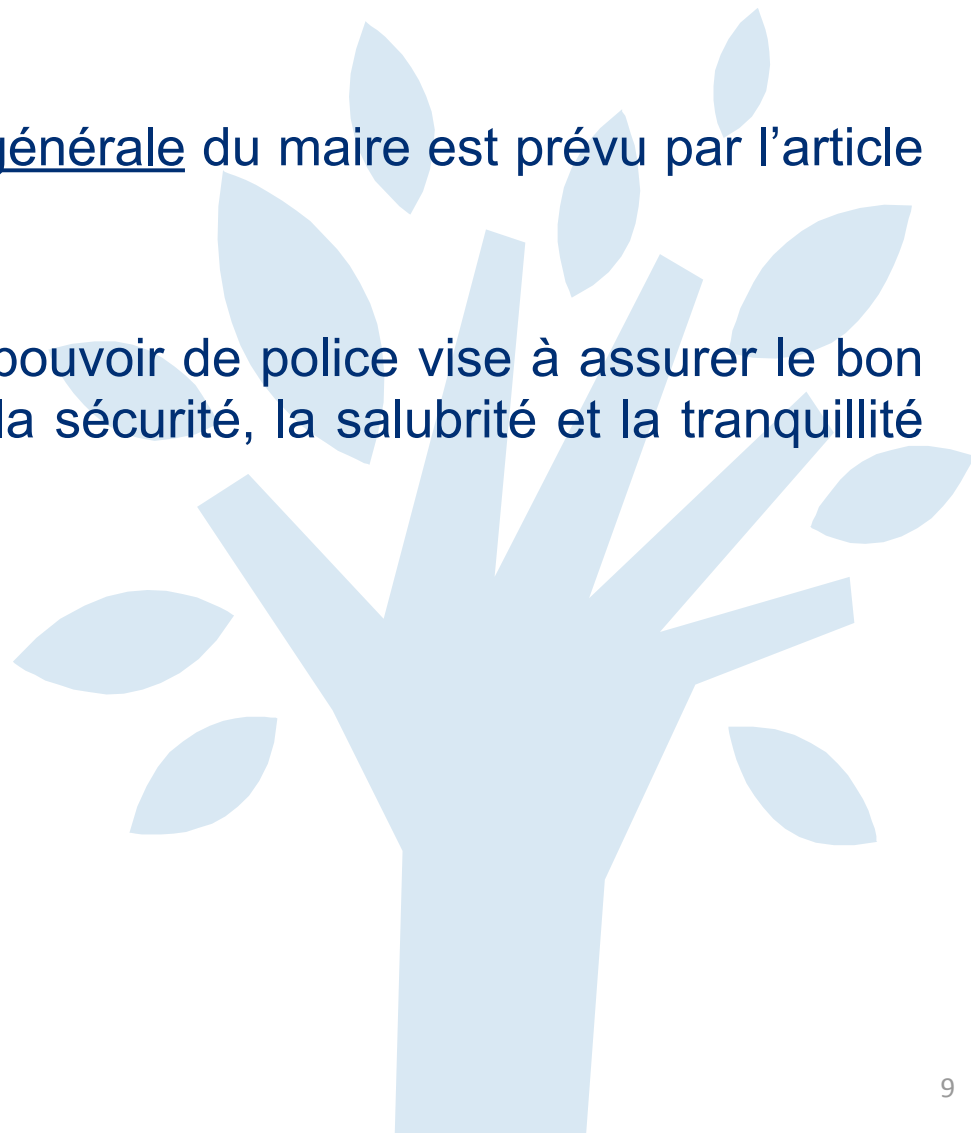 générale du maire est prévu par l’article
pouvoir de police vise à assurer le bon
la sécurité, la salubrité et la tranquillité
9